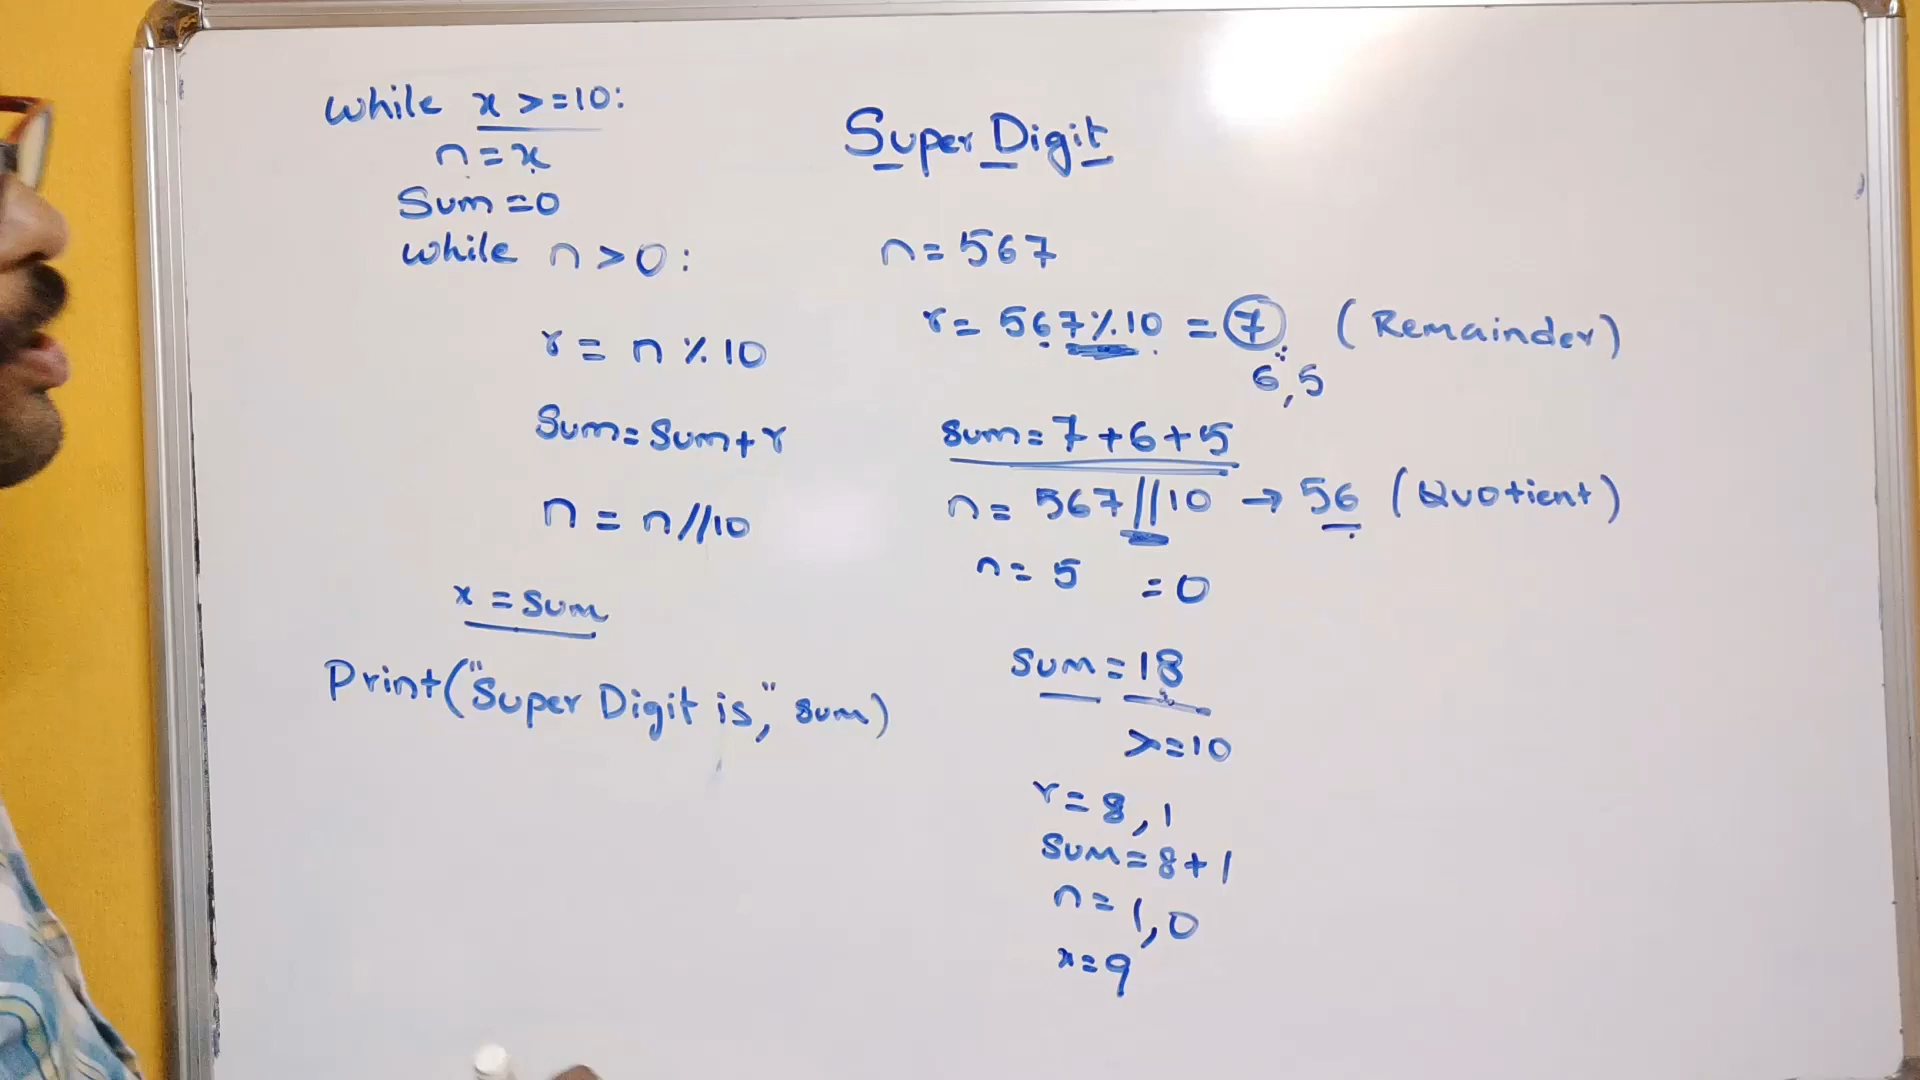 while x >=10:
n=x
Sum=0
while n>0:
r = n % 10
Sum=Sum+r
n = n//10
x = Sum
Print("Super Digit is," sum)
Super Digit
n=567
r= 567%10 = 7 (Remainder)
6,5
Sum=7+6+5
n= 567//10 → 56 (Quotient)
n= 5 =0
Sum=18
>=10
r=8,1
Sum=8+1
n=1,0
x=9